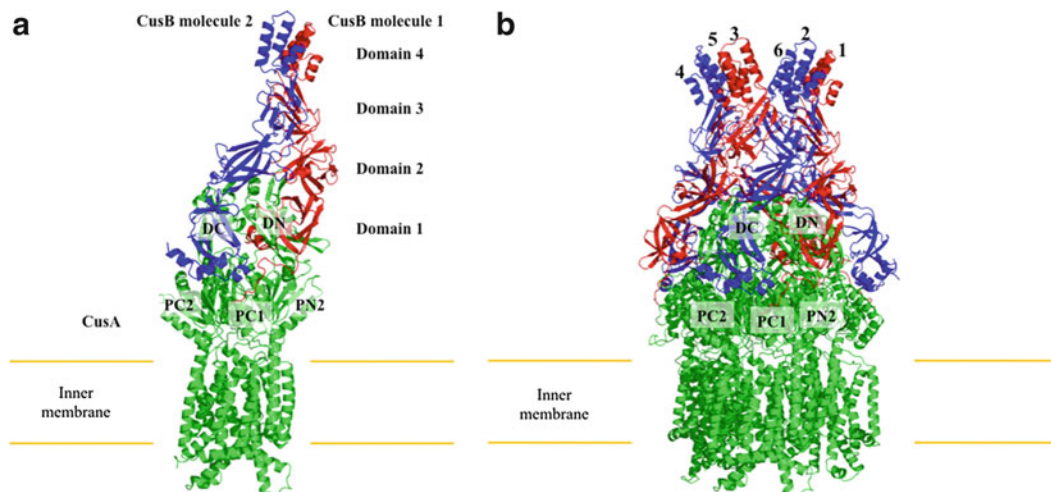 a
CusB molecule 2
CusB molecule 1
Domain 4
Domain 3
Domain 2
DC
DN
Domain 1
PC2
PC1
PN2
CusA
Inner
membrane
b
5
3
2
6
1
4
DC
DN
PC2
PC1
PN2
Inner
membrane